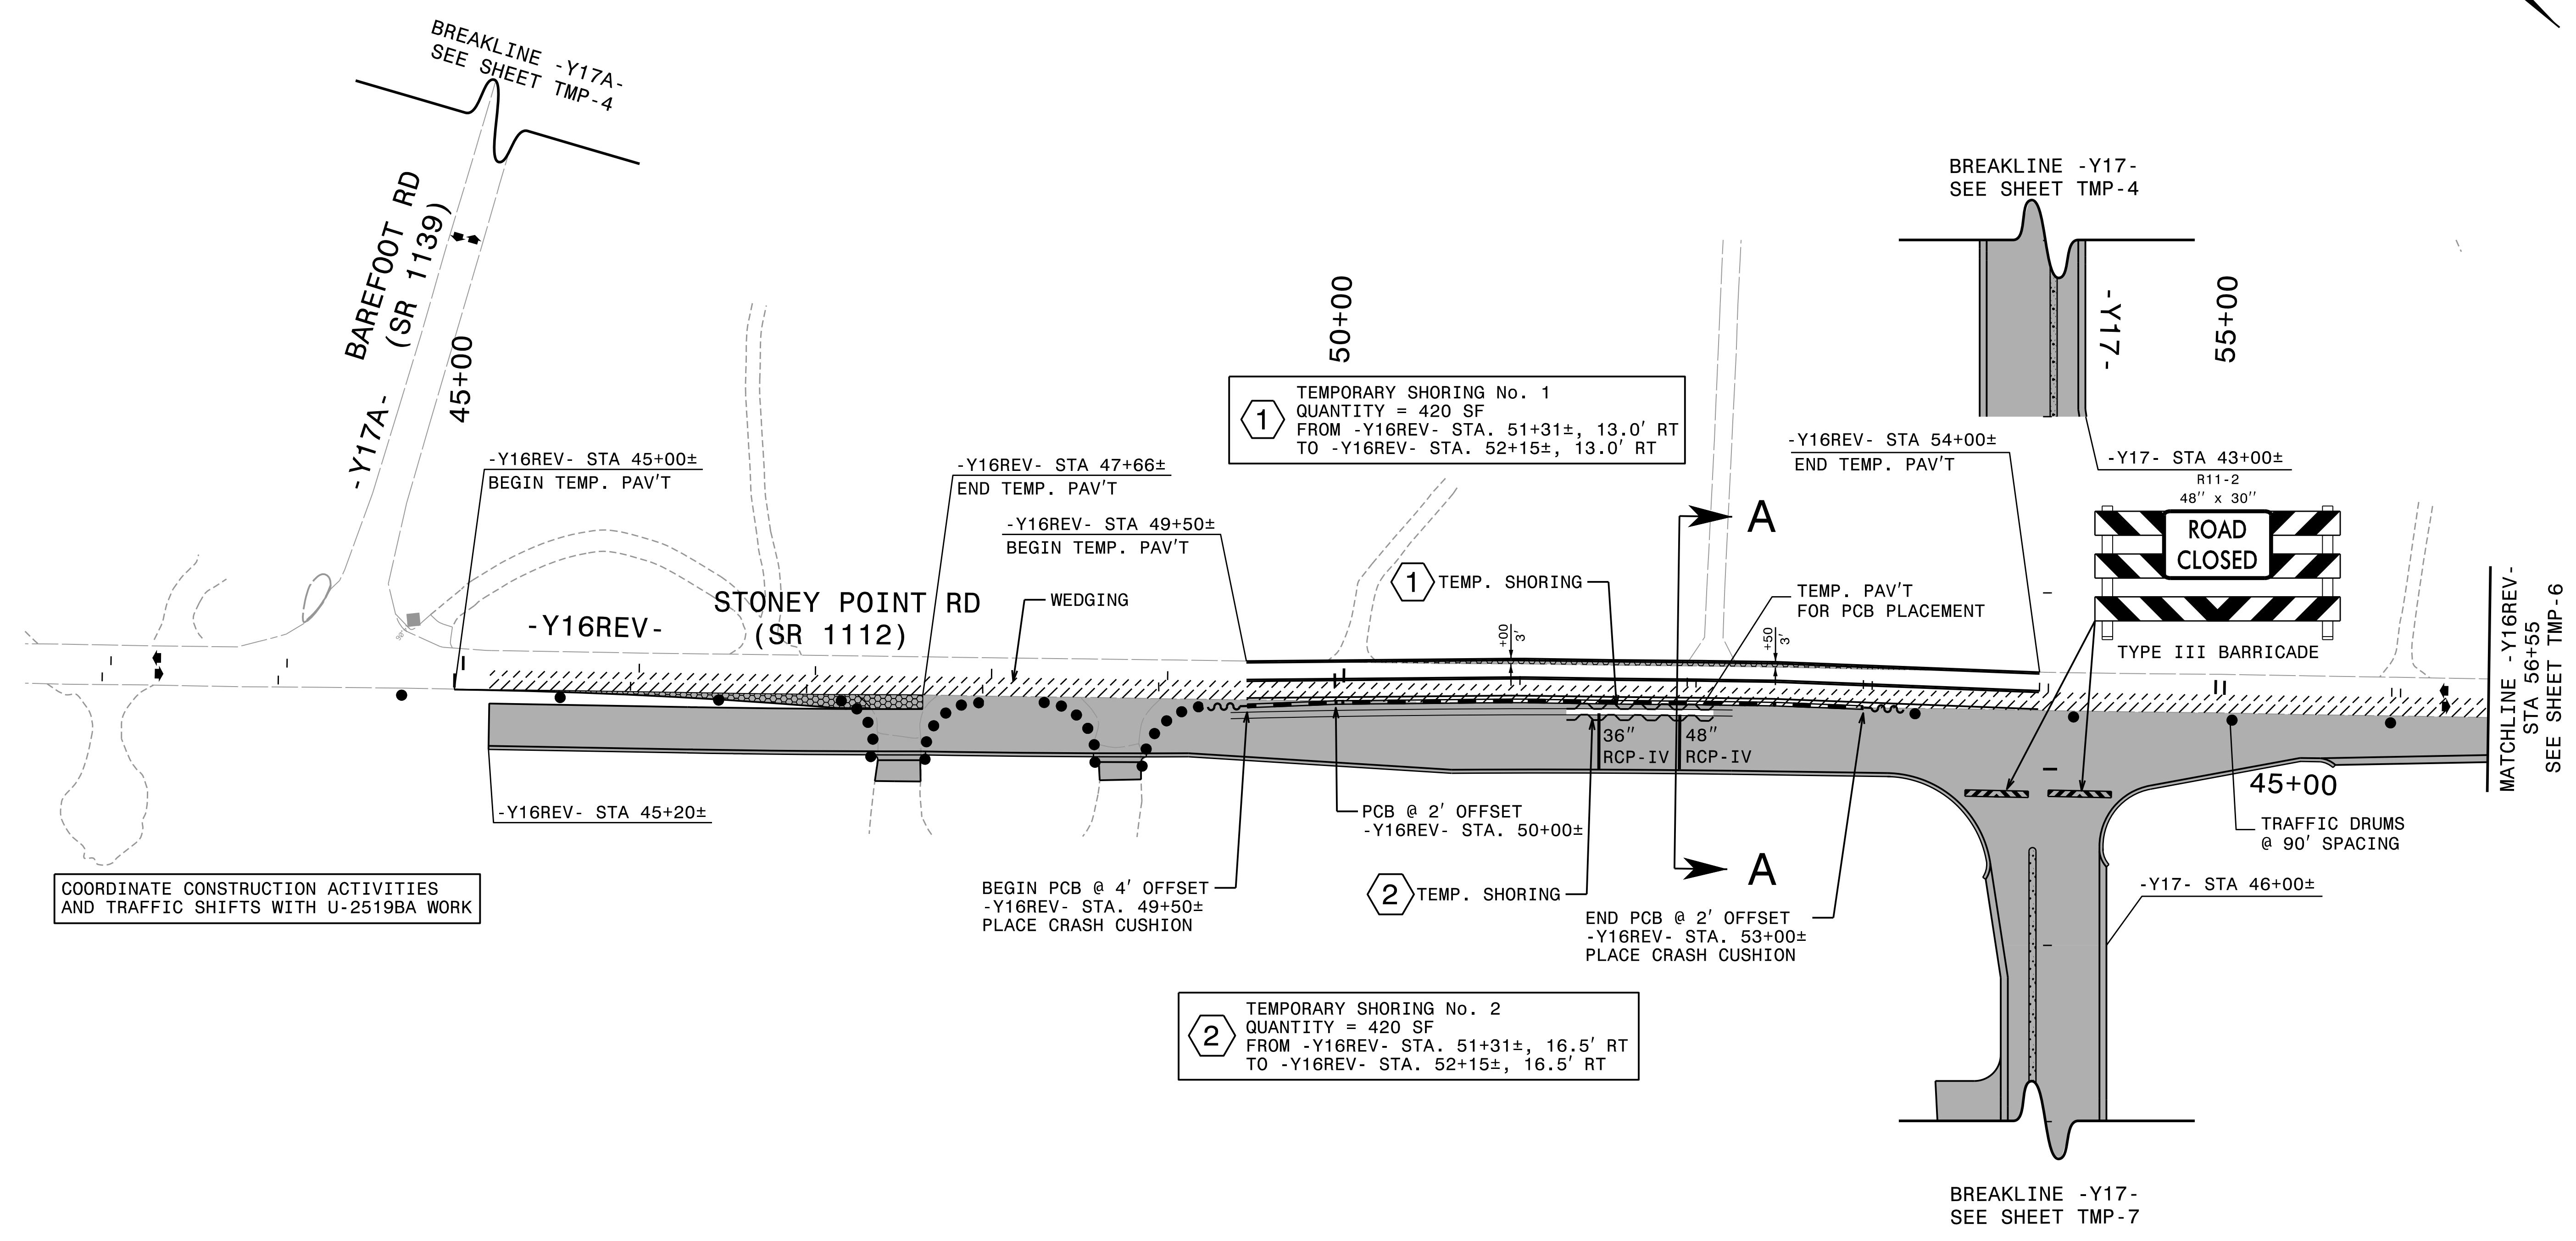 BREAKLINE -Y17A-
SEE SHEET TMP-4
BAREFOOT RD
(SR 1139)
-Y17A-
45+00
50+00
BREAKLINE -Y17-
SEE SHEET TMP-4
-Y17-
55+00
1
TEMPORARY SHORING No. 1
QUANTITY = 420 SF
FROM -Y16REV- STA. 51+31±, 13.0' RT
TO -Y16REV- STA. 52+15±, 13.0' RT
-Y16REV- STA 45+00±
BEGIN TEMP. PAV'T
-Y16REV- STA 47+66±
END TEMP. PAV'T
-Y16REV- STA 49+50±
BEGIN TEMP. PAV'T
-Y16REV- STA 54+00±
END TEMP. PAV'T
-Y17- STA 43+00±
R11-2
48" x 30"
ROAD
CLOSED
TYPE III BARRICADE
A
1
TEMP. SHORING
TEMP. PAV'T
FOR PCB PLACEMENT
WEDGING
STONEY POINT RD
(SR 1112)
-Y16REV-
+00
3'
+50
3'
MATCHLINE -Y16REV-
STA 56+55
SEE SHEET TMP-6
36"
RCP-IV
48"
RCP-IV
45+00
-Y16REV- STA 45+20±
PCB @ 2' OFFSET
-Y16REV- STA. 50+00±
TRAFFIC DRUMS
@ 90' SPACING
A
COORDINATE CONSTRUCTION ACTIVITIES
AND TRAFFIC SHIFTS WITH U-2519BA WORK
BEGIN PCB @ 4' OFFSET
-Y16REV- STA. 49+50±
PLACE CRASH CUSHION
2
TEMP. SHORING
END PCB @ 2' OFFSET
-Y16REV- STA. 53+00±
PLACE CRASH CUSHION
-Y17- STA 46+00±
2
TEMPORARY SHORING No. 2
QUANTITY = 420 SF
FROM -Y16REV- STA. 51+31±, 16.5' RT
TO -Y16REV- STA. 52+15±, 16.5' RT
BREAKLINE -Y17-
SEE SHEET TMP-7